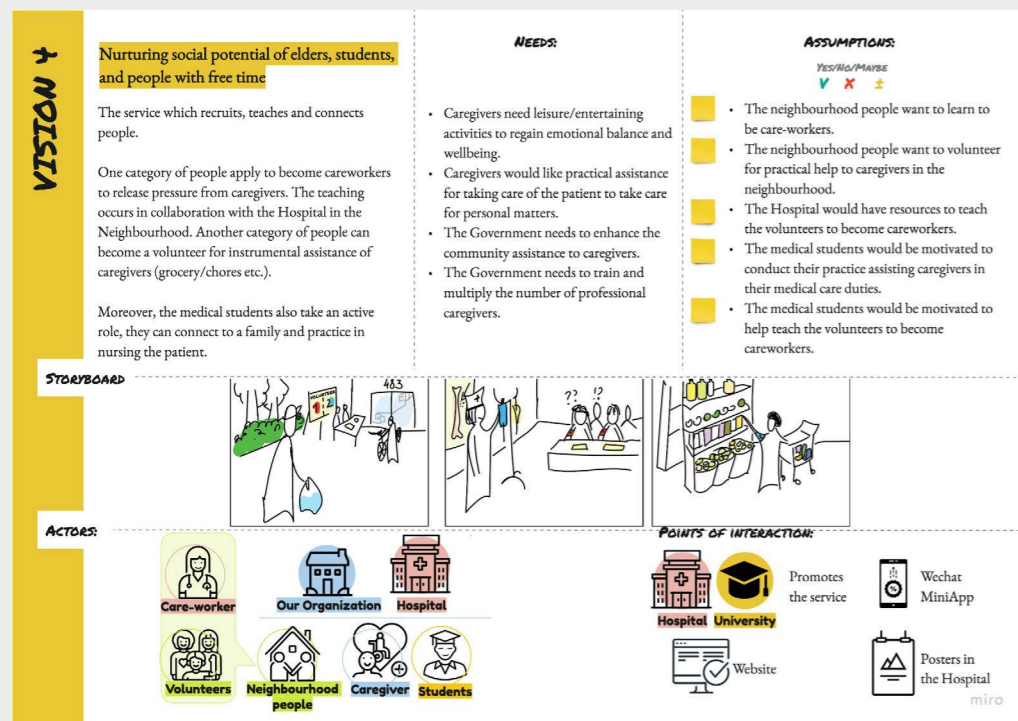 VISION 4
Nurturing social potential of elders, students,
and people with free time
The service which recruits, teaches and connects
people.
One category of people apply to become careworkers
to release pressure from caregivers. The teaching
occurs in collaboration with the Hospital in the
Neighbourhood. Another category of people can
become a volunteer for instrumental assistance of
caregivers (grocery/chores etc.).
Moreover, the medical students also take an active
role, they can connect to a family and practice in
nursing the patient.
NEEDS:
• Caregivers need leisure/entertaining
activities to regain emotional balance and
wellbeing.
• Caregivers would like practical assistance
for taking care of the patient to take care
for personal matters.
• The Government needs to enhance the
community assistance to caregivers.
• The Government needs to train and
multiply the number of professional
caregivers.
ASSUMPTIONS:
YES/NO/MAYBE
• The neighbourhood people want to learn to
be care-workers.
• The neighbourhood people want to volunteer
for practical help to caregivers in the
neighbourhood.
• The Hospital would have resources to teach
the volunteers to become careworkers.
• The medical students would be motivated to
conduct their practice assisting caregivers in
their medical care duties.
• The medical students would be motivated to
help teach the volunteers to become
careworkers.
STORYBOARD
VOLUNTEER
1:2
483
??
!?
ACTORS:
Care-worker
Our Organization
Hospital
Volunteers
Neighbourhood
people
Caregiver
Students
POINTS OF INTERACTION:
Hospital
University
Promotes
the service
Wechat
MiniApp
Website
Posters in
the Hospital
miro